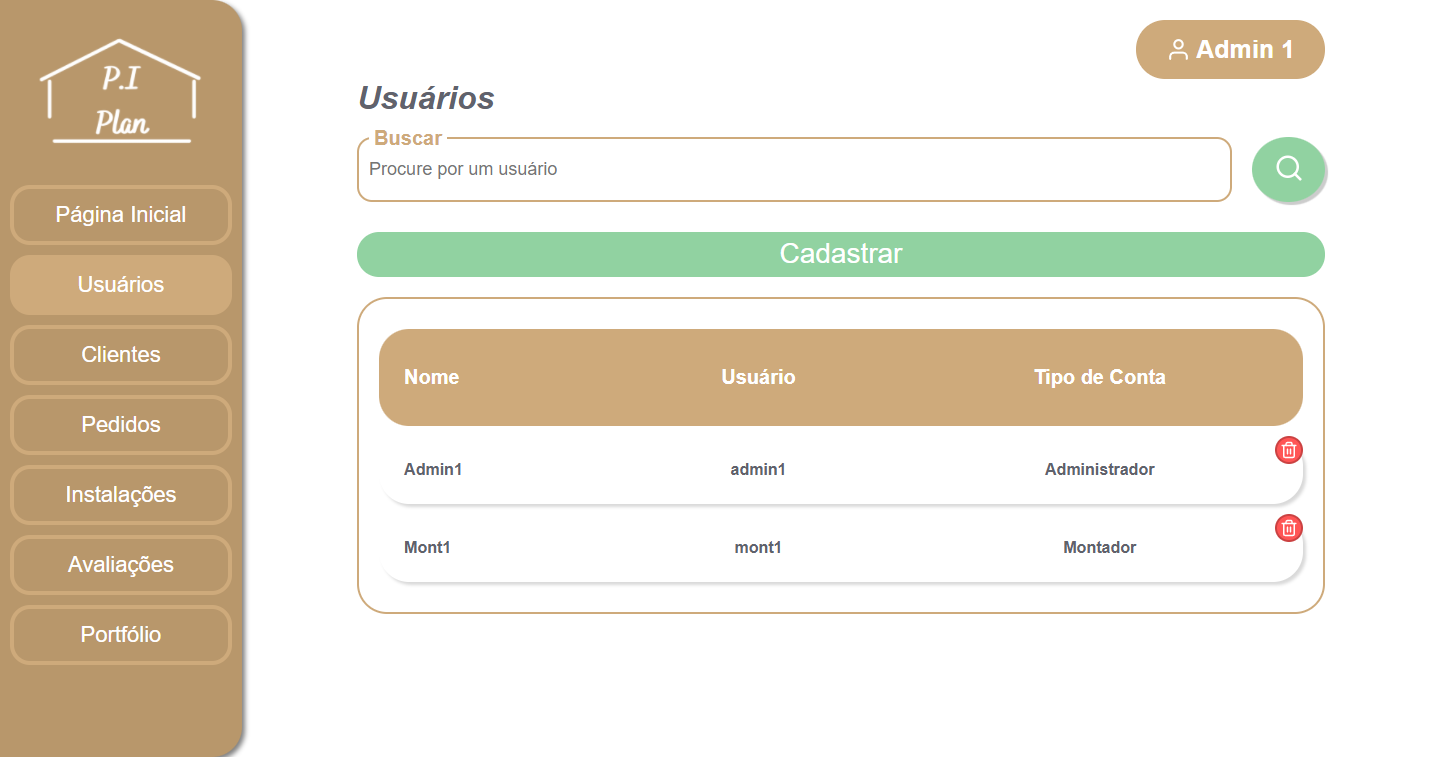 P.I
Plan
Página Inicial
Usuários
Clientes
Pedidos
Instalações
Avaliações
Portfólio
Admin 1
Usuários
Buscar
Procure por um usuário
Cadastrar
Nome Usuário Tipo de Conta
Admin1 admin1 Administrador
Mont1 mont1 Montador